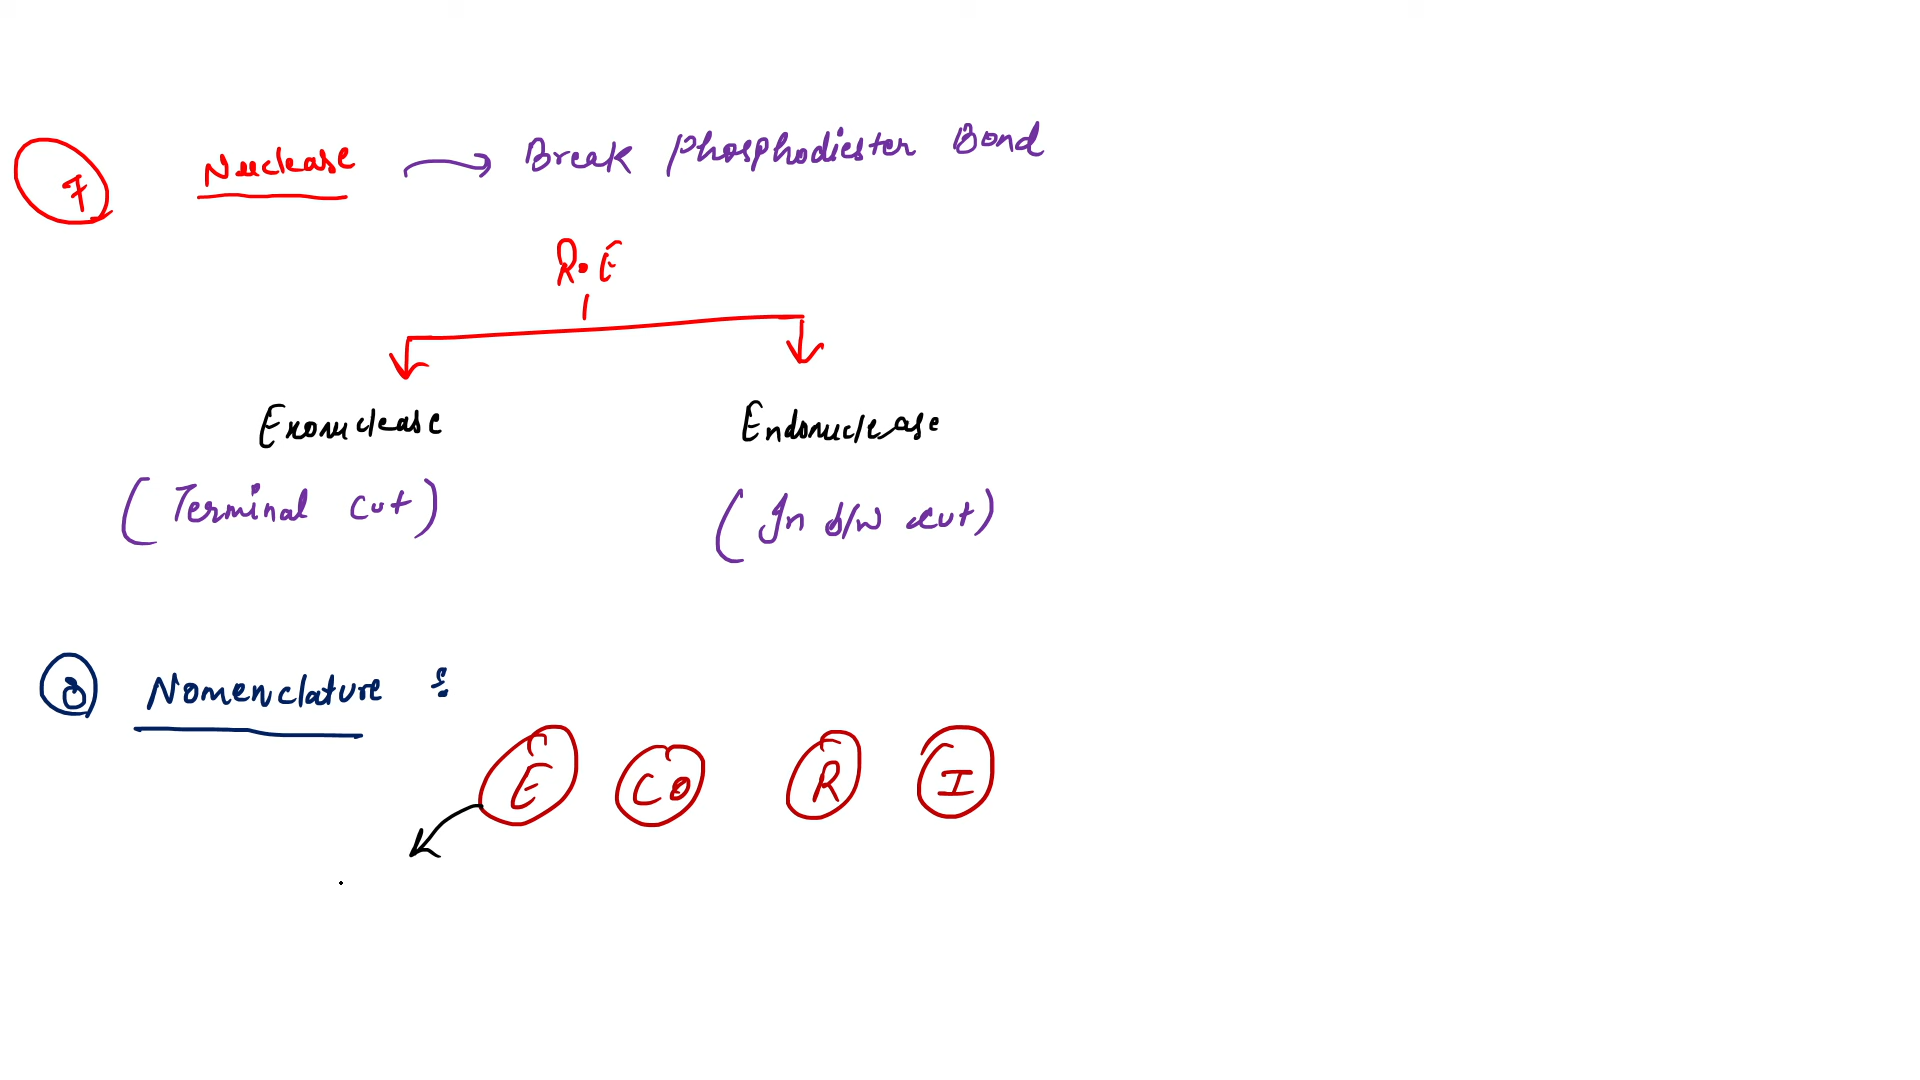 7 Nuclease → Break Phosphodiester Bond
R.E
Exonuclease Endonuclease
(Terminal cut) (In b/w cut)
8 Nomenclature :
E CO R I